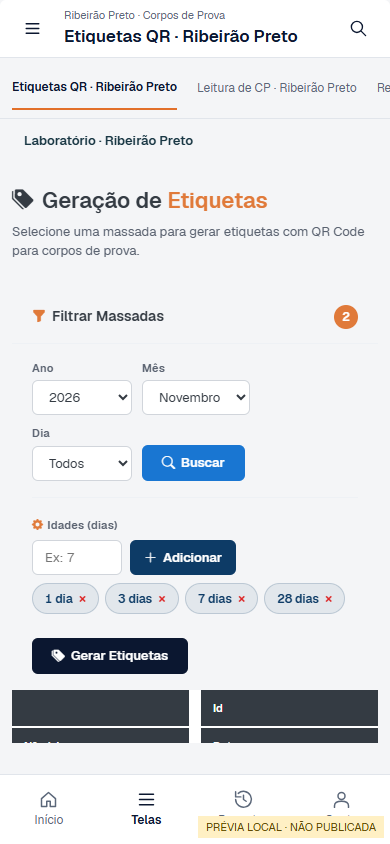 Ribeirão Preto · Corpos de Prova
Etiquetas QR · Ribeirão Preto
Etiquetas QR · Ribeirão Preto
Leitura de CP · Ribeirão Preto
Re
Laboratório · Ribeirão Preto
Geração de Etiquetas
Selecione uma massada para gerar etiquetas com QR Code
para corpos de prova.
Filtrar Massadas
2
Ano
Mês
2026
Novembro
Dia
Todos
Buscar
Idades (dias)
Ex: 7
Adicionar
1 dia ×
3 dias ×
7 dias ×
28 dias ×
Gerar Etiquetas
Id
Início
Telas
PRÉVIA LOCAL · NÃO PUBLICADA